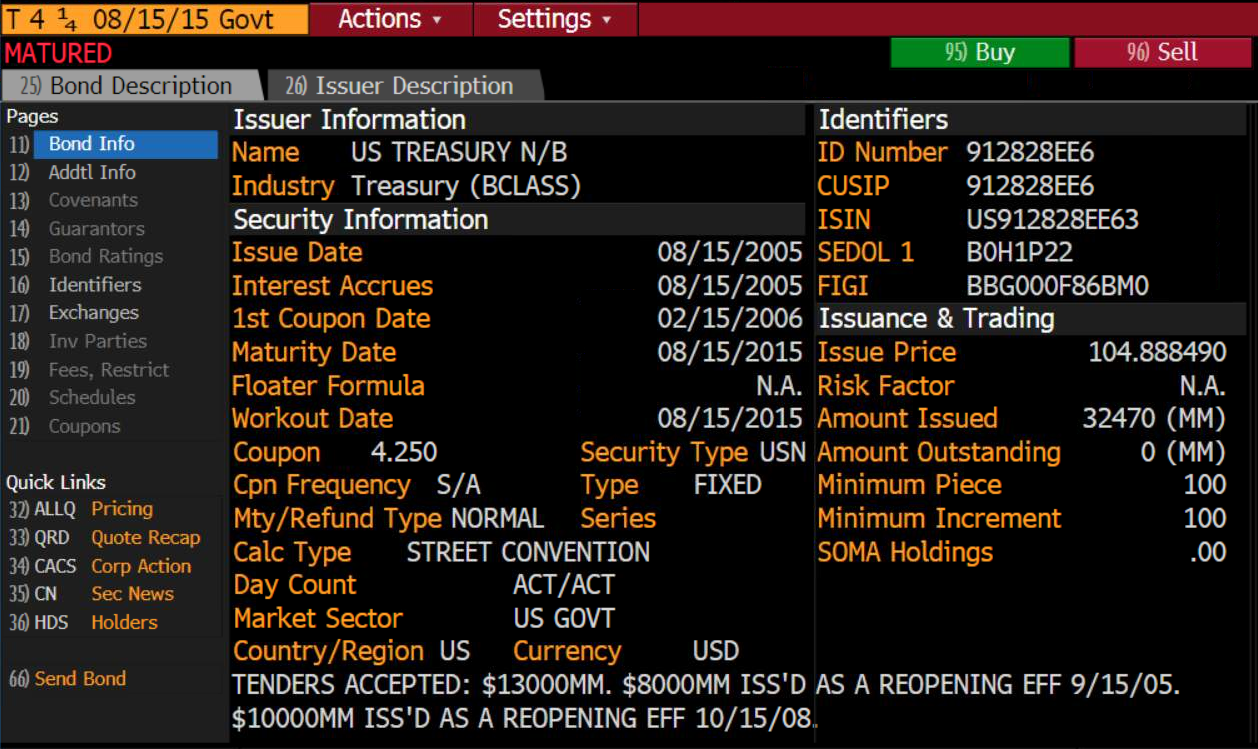 T 4 ¼ 08/15/15 Govt Actions Settings
MATURED 95) Buy 96) Sell
25) Bond Description 26) Issuer Description
Pages
11) Bond Info
12) Addtl Info
13) Covenants
14) Guarantors
15) Bond Ratings
16) Identifiers
17) Exchanges
18) Inv Parties
19) Fees, Restrict
20) Schedules
21) Coupons
Quick Links
32) ALLQ Pricing
33) QRD Quote Recap
34) CACS Corp Action
35) CN Sec News
36) HDS Holders
66) Send Bond
Issuer Information
Name US TREASURY N/B
Industry Treasury (BCLASS)
Security Information
Issue Date 08/15/2005
Interest Accrues 08/15/2005
1st Coupon Date 02/15/2006
Maturity Date 08/15/2015
Floater Formula N.A.
Workout Date 08/15/2015
Coupon 4.250 Security Type USN
Cpn Frequency S/A Type FIXED
Mty/Refund Type NORMAL Series
Calc Type STREET CONVENTION
Day Count ACT/ACT
Market Sector US GOVT
Country/Region US Currency USD
Identifiers
ID Number 912828EE6
CUSIP 912828EE6
ISIN US912828EE63
SEDOL 1 B0H1P22
FIGI BBG000F86BM0
Issuance & Trading
Issue Price 104.888490
Risk Factor N.A.
Amount Issued 32470 (MM)
Amount Outstanding 0 (MM)
Minimum Piece 100
Minimum Increment 100
SOMA Holdings .00
TENDERS ACCEPTED: $13000MM. $8000MM ISS'D AS A REOPENING EFF 9/15/05.
$10000MM ISS'D AS A REOPENING EFF 10/15/08.